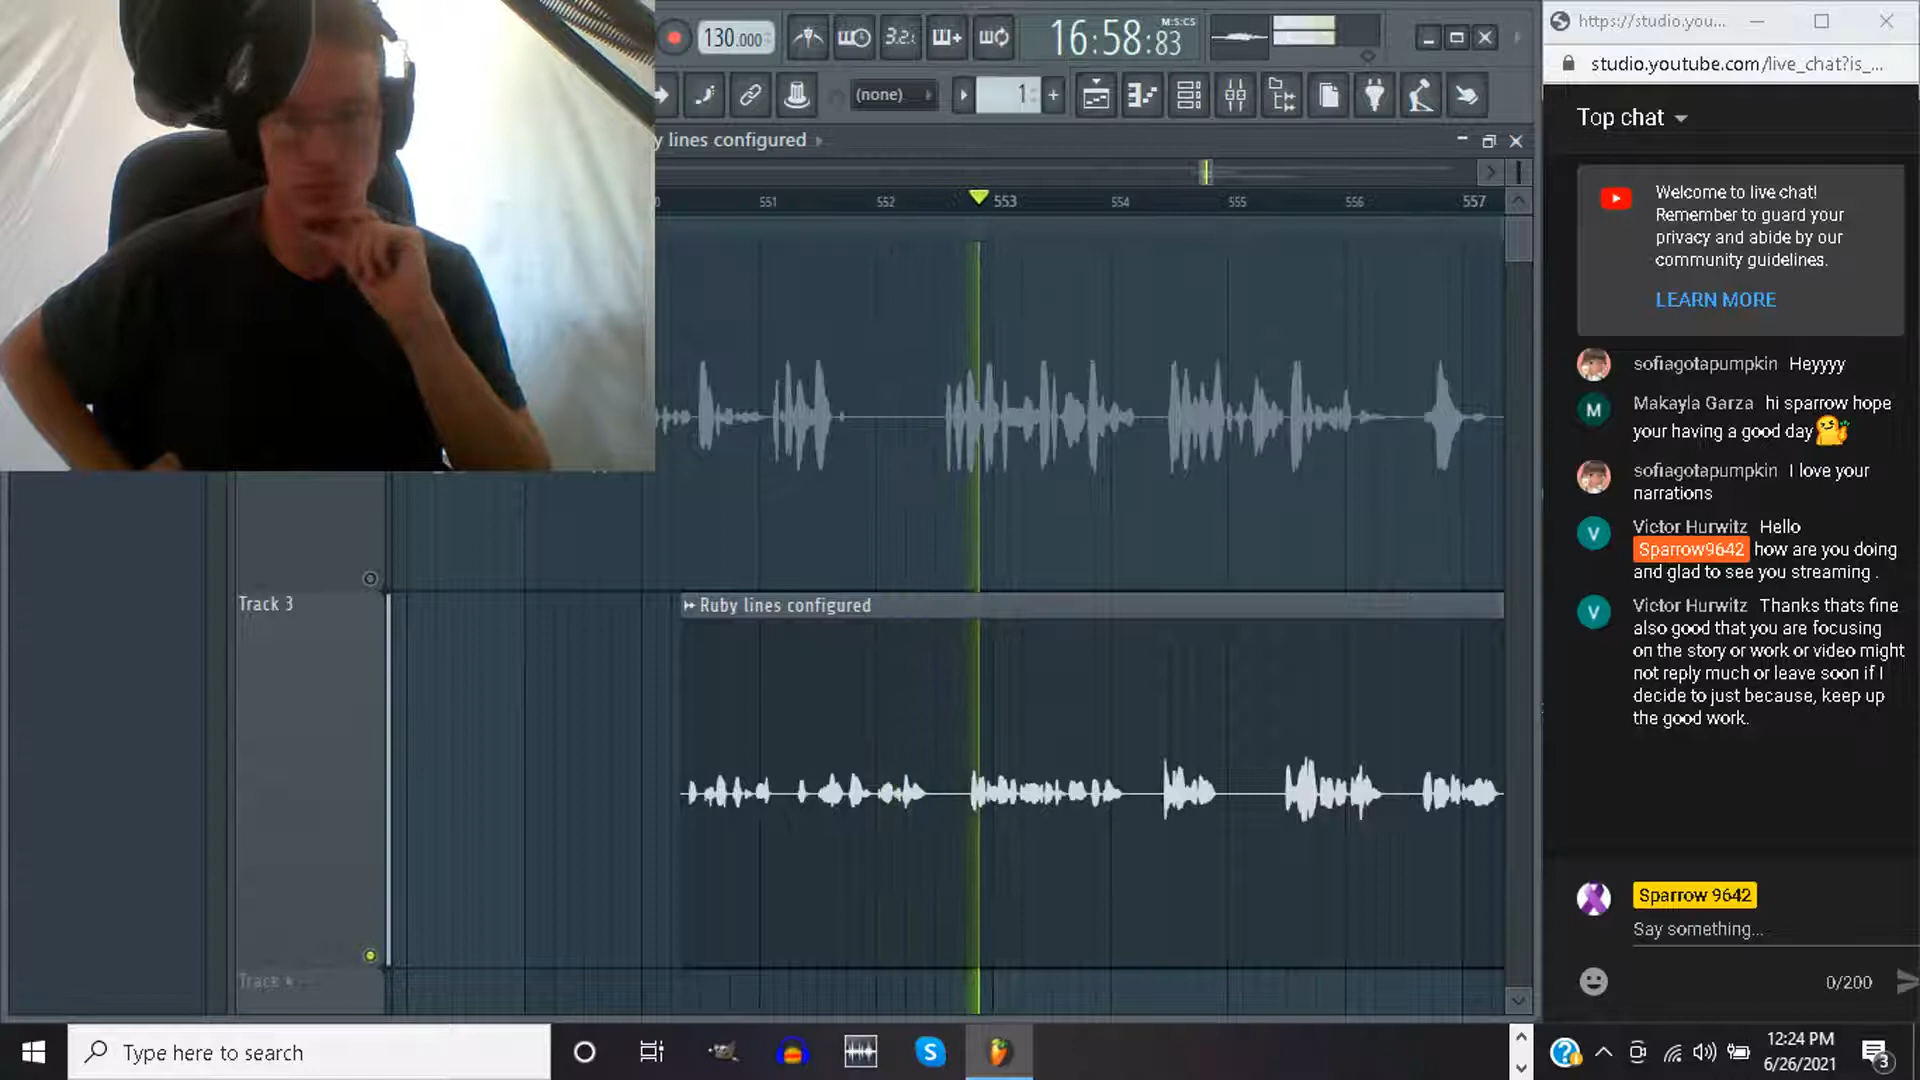 130.000
3.2.
16:58:83
M:S:CS
(none)
1
y lines configured
551
552
553
554
555
556
557
Track 3
Ruby lines configured
Track 4
https://studio.you...
studio.youtube.com/live_chat?is_...
Top chat
Welcome to live chat!
Remember to guard your
privacy and abide by our
community guidelines.
LEARN MORE
sofiagotapumpkin Heyyyy
M
Makayla Garza hi sparrow hope
your having a good day
sofiagotapumpkin I love your
narrations
V
Victor Hurwitz Hello
Sparrow9642 how are you doing
and glad to see you streaming .
V
Victor Hurwitz Thanks thats fine
also good that you are focusing
on the story or work or video might
not reply much or leave soon if I
decide to just because, keep up
the good work.
Sparrow 9642
Say something...
0/200
Type here to search
12:24 PM
6/26/2021
3